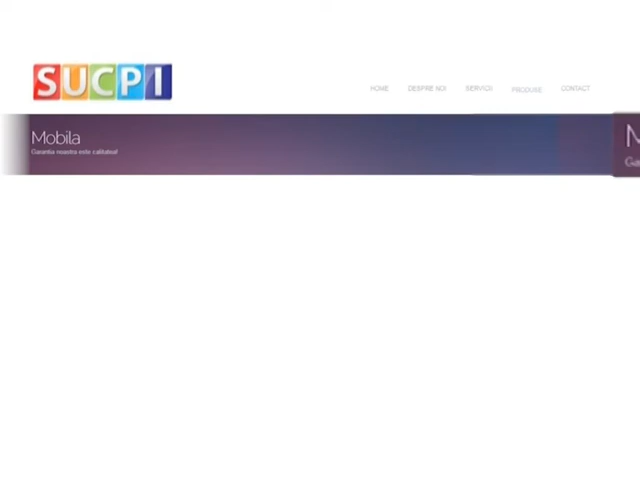 SUCPI
HOME DESPRE NOI SERVICII PRODUSE CONTACT
Mobila
Garantia noastra este calitatea!